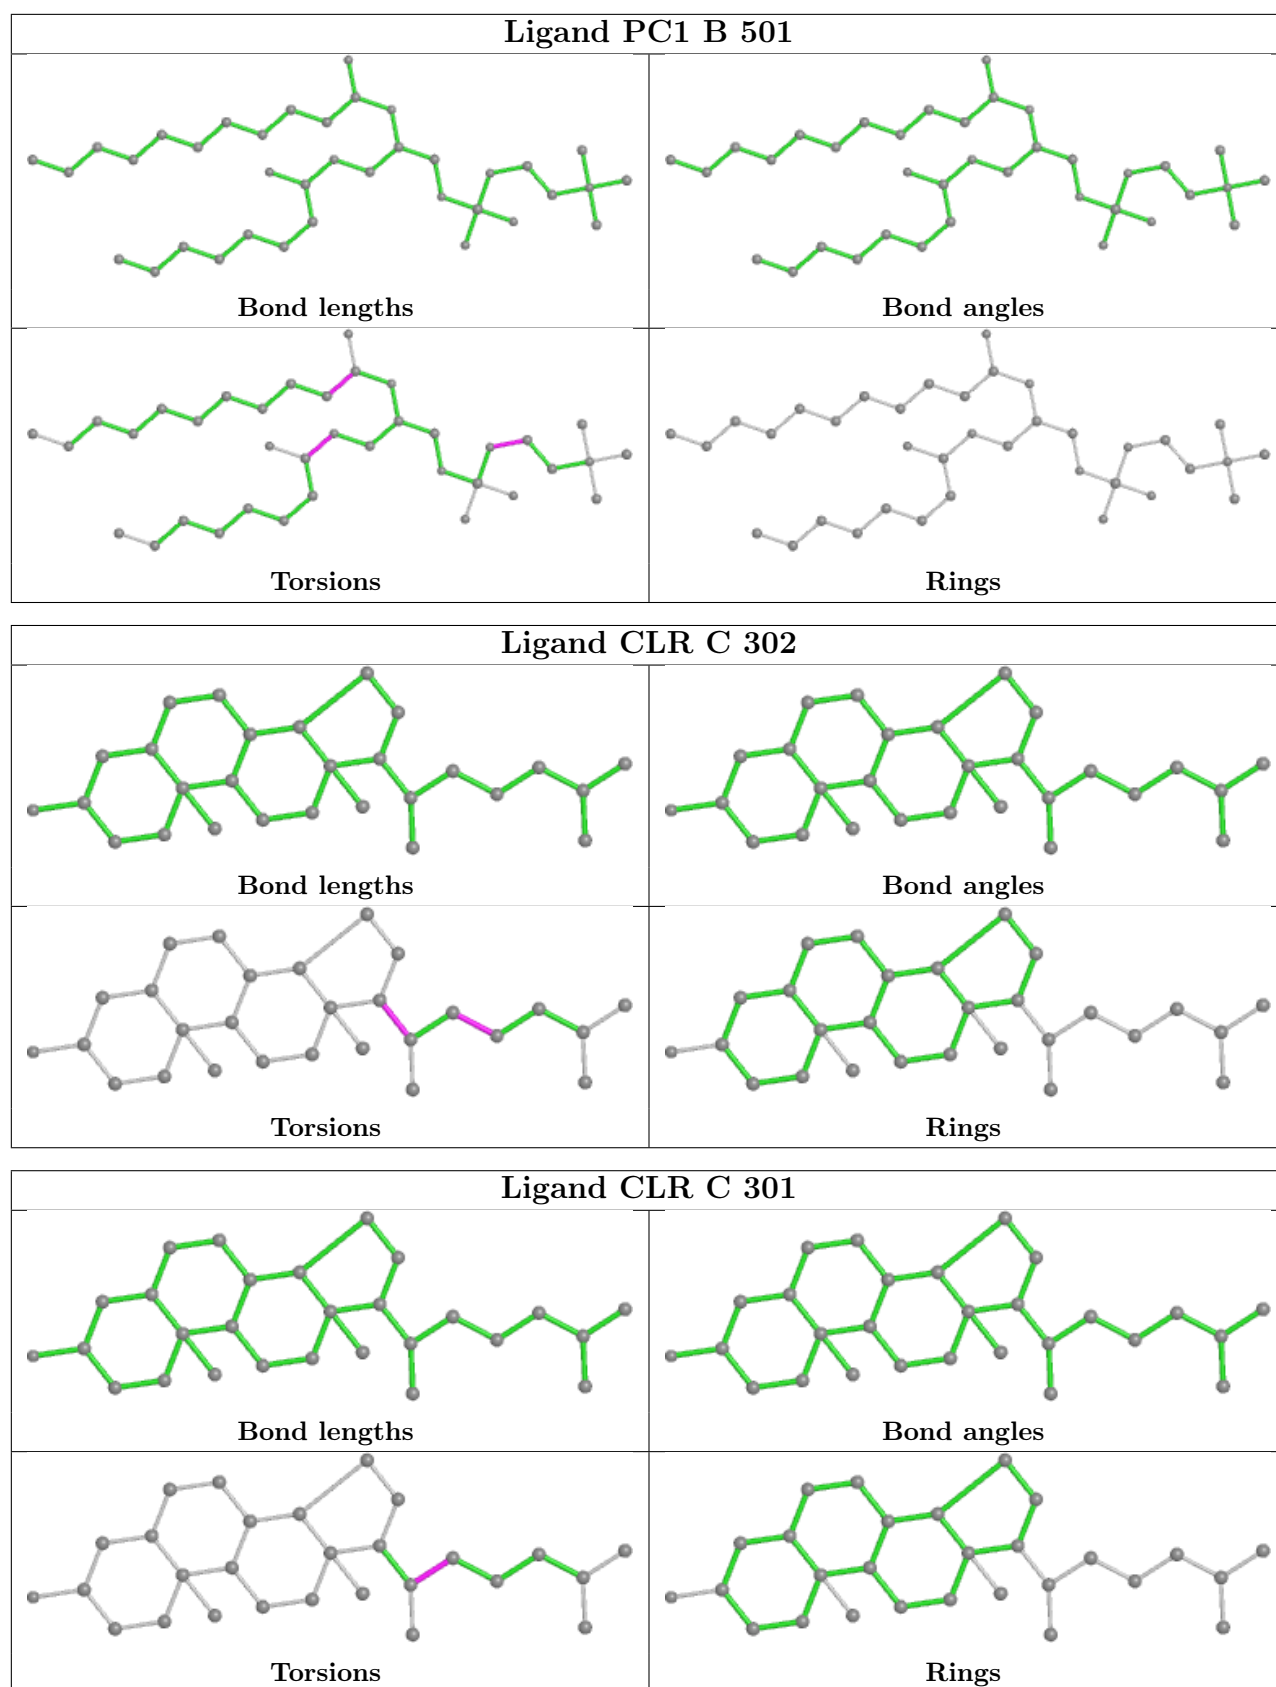 Ligand PC1 B 501
Bond lengths
Bond angles
Torsions
Rings
Ligand CLR C 302
Bond lengths
Bond angles
Torsions
Rings
Ligand CLR C 301
Bond lengths
Bond angles
Torsions
Rings